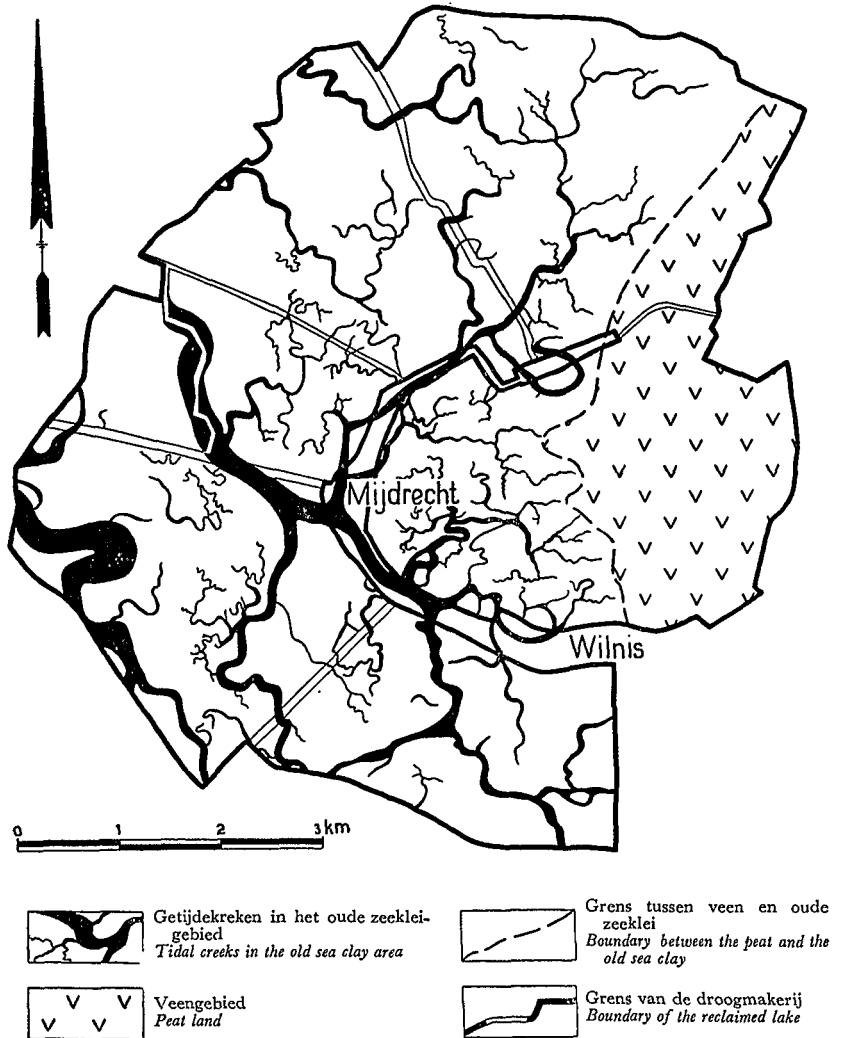 Mijdrecht
Wilnis
0 1 2 3 km
Getijdekreken in het oude zeeklei-
gebied
Tidal creeks in the old sea clay area
Veengebied
Peat land
Grens tussen veen en oude
zeeklei
Boundary between the peat and the
old sea clay
Grens van de droogmakerij
Boundary of the reclaimed lake